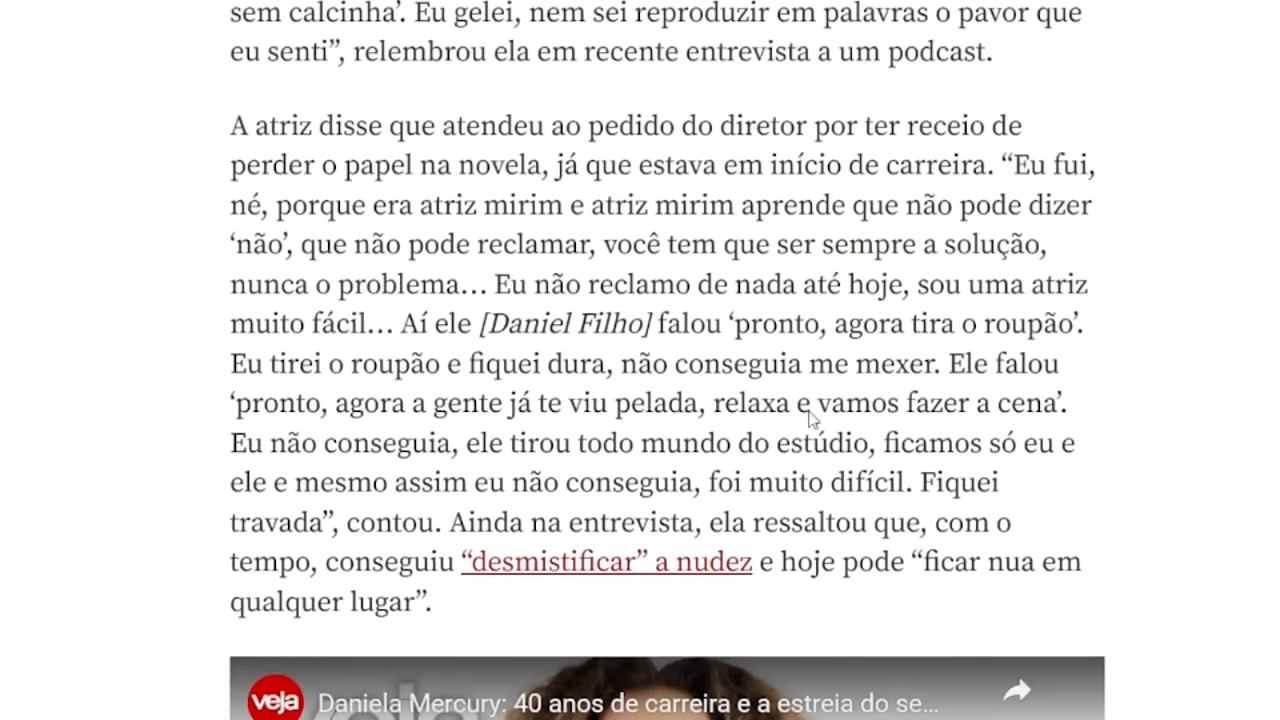 sem calcinha’. Eu gelei, nem sei reproduzir em palavras o pavor que
eu senti”, relembrou ela em recente entrevista a um podcast.
A atriz disse que atendeu ao pedido do diretor por ter receio de
perder o papel na novela, já que estava em início de carreira. “Eu fui,
né, porque era atriz mirim e atriz mirim aprende que não pode dizer
‘não’, que não pode reclamar, você tem que ser sempre a solução,
nunca o problema… Eu não reclamo de nada até hoje, sou uma atriz
muito fácil… Aí ele [Daniel Filho] falou ‘pronto, agora tira o roupão’.
Eu tirei o roupão e fiquei dura, não conseguia me mexer. Ele falou
‘pronto, agora a gente já te viu pelada, relaxa e vamos fazer a cena’.
Eu não conseguia, ele tirou todo mundo do estúdio, ficamos só eu e
ele e mesmo assim eu não conseguia, foi muito difícil. Fiquei
travada”, contou. Ainda na entrevista, ela ressaltou que, com o
tempo, conseguiu “desmistificar” a nudez e hoje pode “ficar nua em
qualquer lugar”.
veja Daniela Mercury: 40 anos de carreira e a estreia do se...